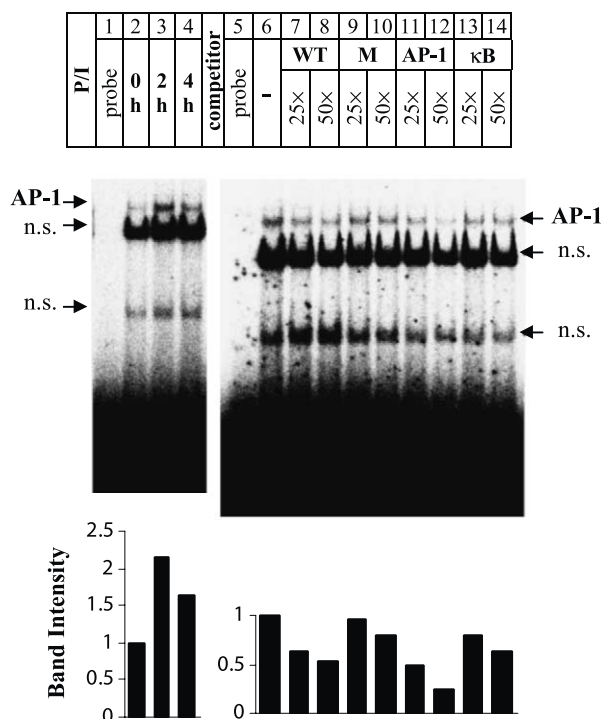 P/I 1 2 3 4 competitor 5 6 7 8 9 10 11 12 13 14
WT M AP-1 κB
probe 0 h 2 h 4 h probe - 25× 50× 25× 50× 25× 50× 25× 50×
AP-1
n.s.
n.s.
AP-1
n.s.
n.s.
Band Intensity
2.5
2
1.5
1
0.5
0
1
0.5
0